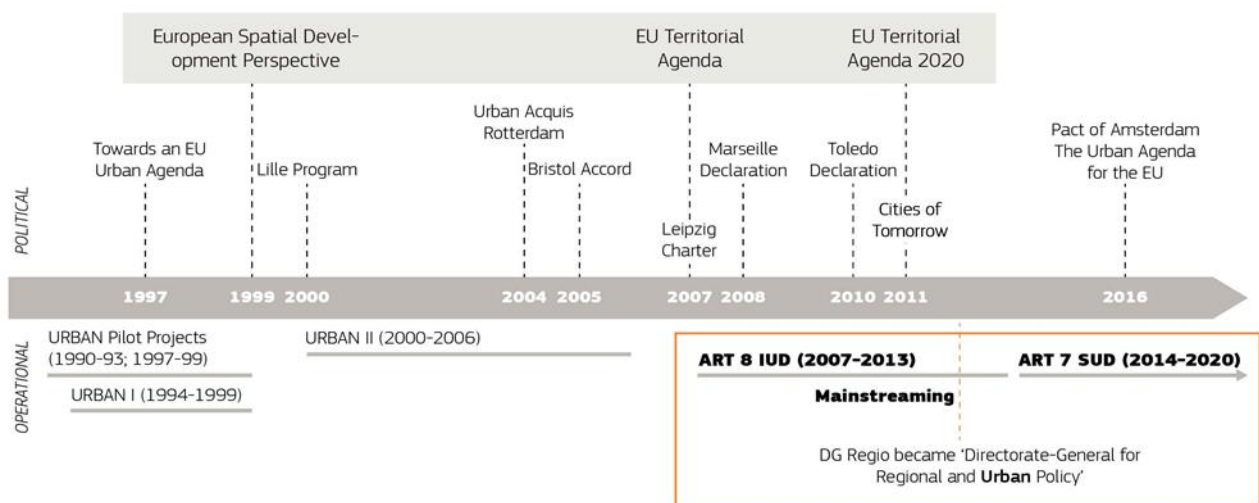 European Spatial Devel-
opment Perspective
EU Territorial
Agenda
EU Territorial
Agenda 2020
Towards an EU
Urban Agenda
Lille Program
Urban Acquis
Rotterdam
Bristol Accord
Leipzig
Charter
Marseille
Declaration
Toledo
Declaration
Cities of
Tomorrow
Pact of Amsterdam
The Urban Agenda
for the EU
POLITICAL
1997 1999 2000 2004 2005 2007 2008 2010 2011 2016
OPERATIONAL
URBAN Pilot Projects
(1990-93; 1997-99)
URBAN I (1994-1999)
URBAN II (2000-2006)
ART 8 IUD (2007-2013)
Mainstreaming
ART 7 SUD (2014-2020)
DG Regio became 'Directorate-General for
Regional and Urban Policy'